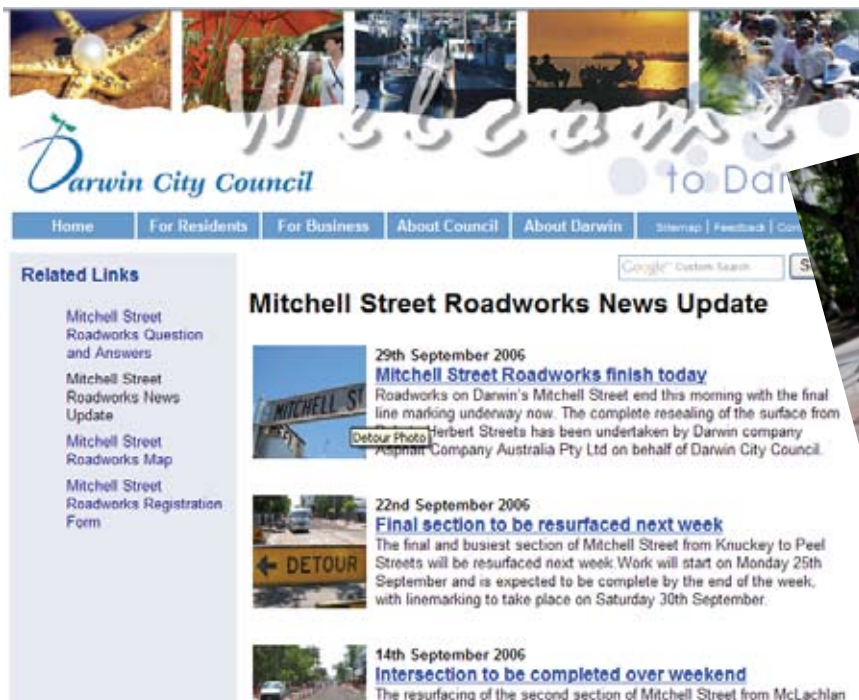 Welcome
to Dar
Darwin City Council
Home
For Residents
For Business
About Council
About Darwin
Sitemap | Feedback | Con
Google™ Custom Search
S
Related Links
Mitchell Street
Roadworks Question
and Answers
Mitchell Street
Roadworks News
Update
Mitchell Street
Roadworks Map
Mitchell Street
Roadworks Registration
Form
Mitchell Street Roadworks News Update
MITCHELL ST
Detour Photo
29th September 2006
Mitchell Street Roadworks finish today
Roadworks on Darwin's Mitchell Street end this morning with the final
line marking underway now. The complete resealing of the surface from
Herbert Streets has been undertaken by Darwin company
Asphalt Company Australia Pty Ltd on behalf of Darwin City Council.
DETOUR
22nd September 2006
Final section to be resurfaced next week
The final and busiest section of Mitchell Street from Knuckey to Peel
Streets will be resurfaced next week.Work will start on Monday 25th
September and is expected to be complete by the end of the week,
with linemarking to take place on Saturday 30th September.
14th September 2006
Intersection to be completed over weekend
The resurfacing of the second section of Mitchell Street from McLachlan